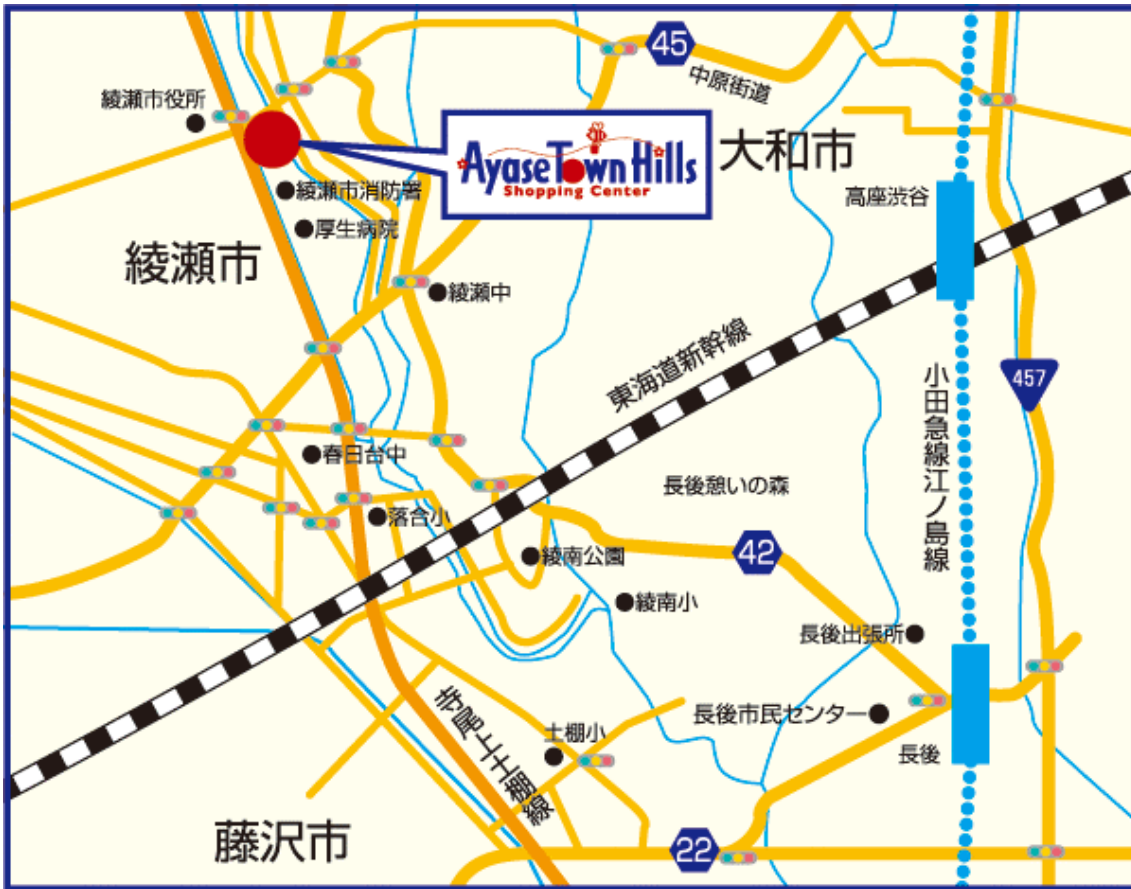 45
中原街道
綾瀬市役所
Ayase Town Hills
Shopping Center
大和市
綾瀬市消防署
高座渋谷
厚生病院
綾瀬市
綾瀬中
東海道新幹線
小田急線江ノ島線
457
春日台中
長後憩いの森
落合小
綾南公園
42
綾南小
長後出張所
寺尾上土棚線
長後市民センター
土棚小
長後
藤沢市
22